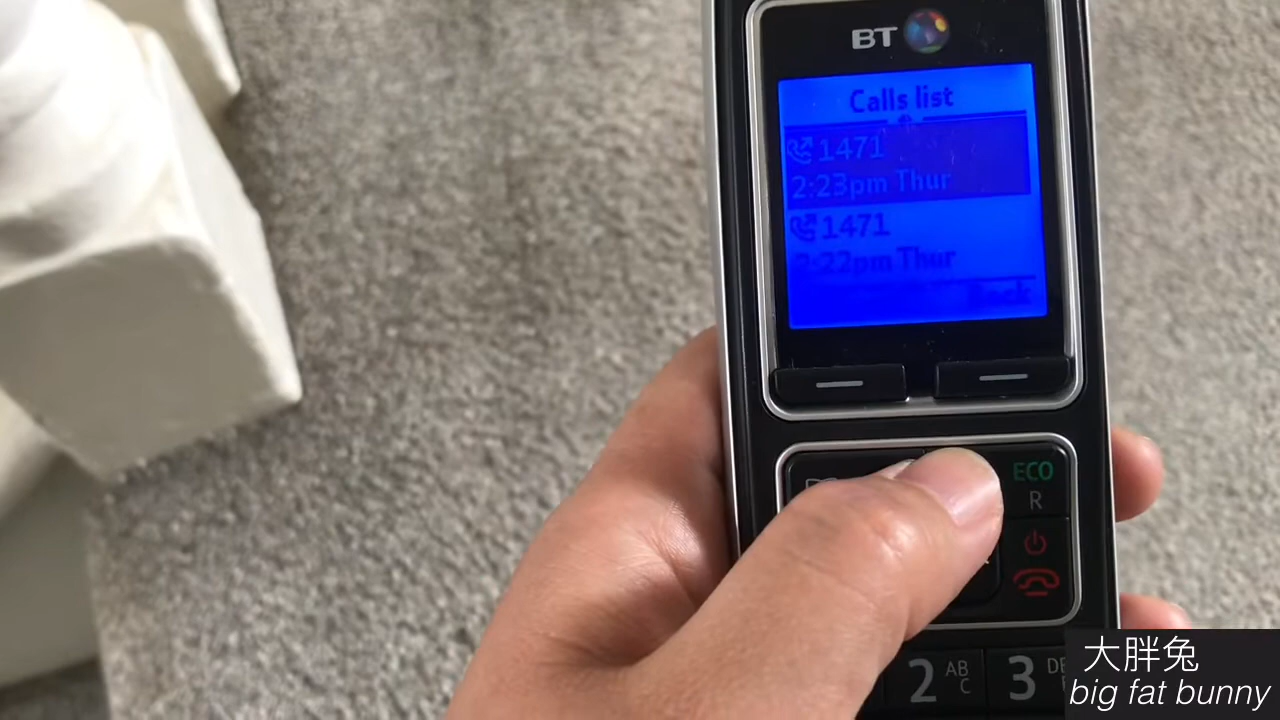 BT
Calls list
1471
2:23pm Thur
1471
2:22pm Thur
Back
ECO
R
2 ABC
3
大胖兔
big fat bunny